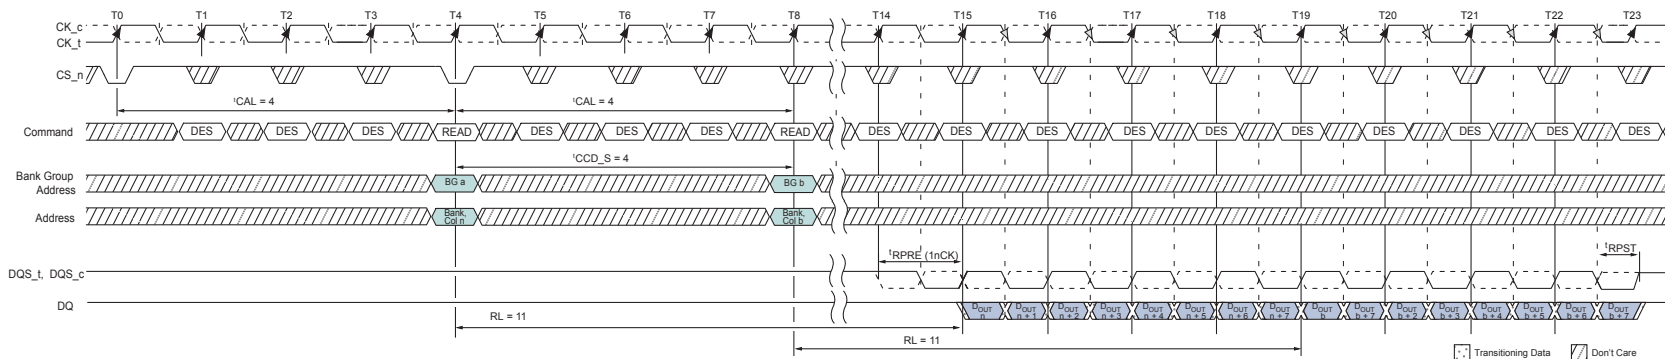 T0 T1 T2 T3 T4 T5 T6 T7 T8 T14 T15 T16 T17 T18 T19 T20 T21 T22 T23
CK_c
CK_t
CS_n
tCAL = 4 tCAL = 4
Command DES DES DES READ DES DES DES READ DES DES DES DES DES DES DES DES DES DES
tCCD_S = 4
Bank Group
Address
BG a BG b
Address
Bank,
Col n
Bank,
Col b
tRPRE (1nCK) tRPST
DQS_t, DQS_c
DQ
DOUT
n
DOUT
n + 1
DOUT
n + 2
DOUT
n + 3
DOUT
n + 4
DOUT
n + 5
DOUT
n + 6
DOUT
n + 7
DOUT
b
DOUT
b + 7
DOUT
b + 2
DOUT
b + 3
DOUT
b + 4
DOUT
b + 5
DOUT
b + 6
DOUT
b + 7
RL = 11
RL = 11
Transitioning Data Don't Care